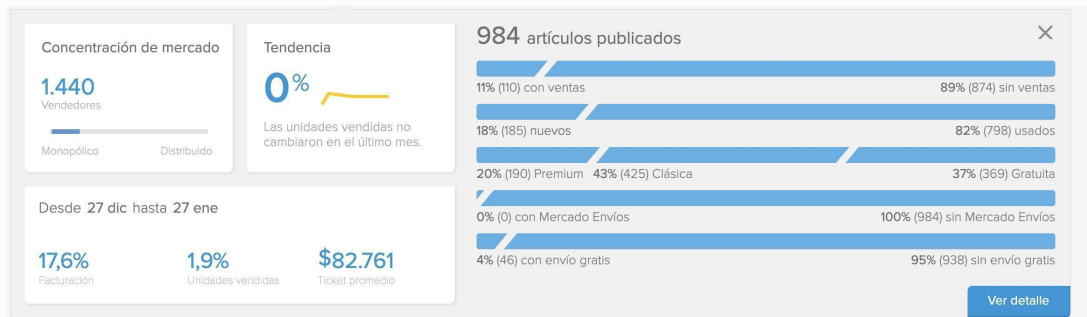 Concentración de mercado
1.440
Vendedores
Monopólico Distribuido
Tendencia
0%
Las unidades vendidas no
cambiaron en el último mes.
Desde 27 dic hasta 27 ene
17,6% 1,9% $82.761
Facturación Unidades vendidas Ticket promedio
984 artículos publicados
11% (110) con ventas 89% (874) sin ventas
18% (185) nuevos 82% (798) usados
20% (190) Premium 43% (425) Clásica 37% (369) Gratuita
0% (0) con Mercado Envíos 100% (984) sin Mercado Envíos
4% (46) con envío gratis 95% (938) sin envío gratis
Ver detalle